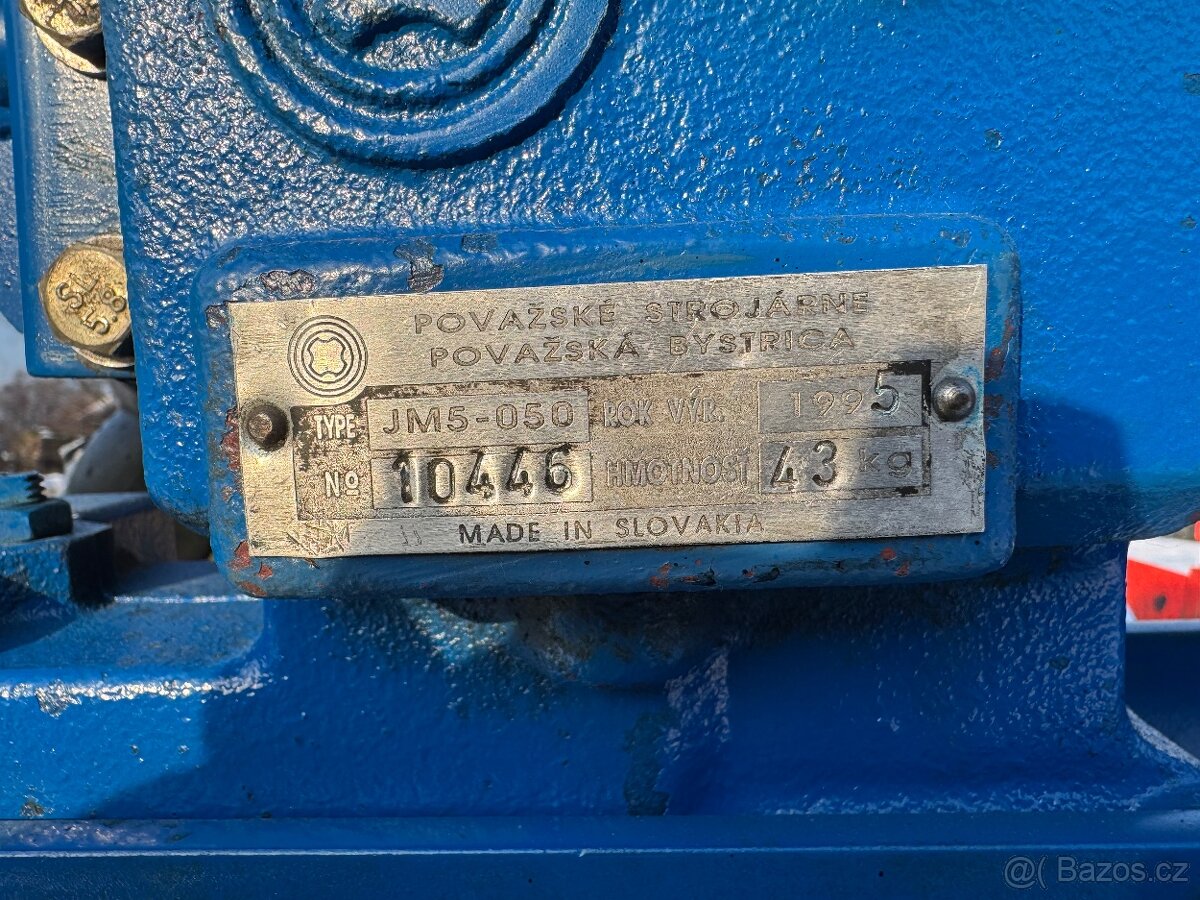 POVAŽSKÉ STROJÁRNE
POVAŽSKÁ BYSTRICA
TYPE JM5-050 ROK VÝR. 1995
No 10446 HMOTNOSŤ 43 kg
MADE IN SLOVAKIA
@( Bazos.cz